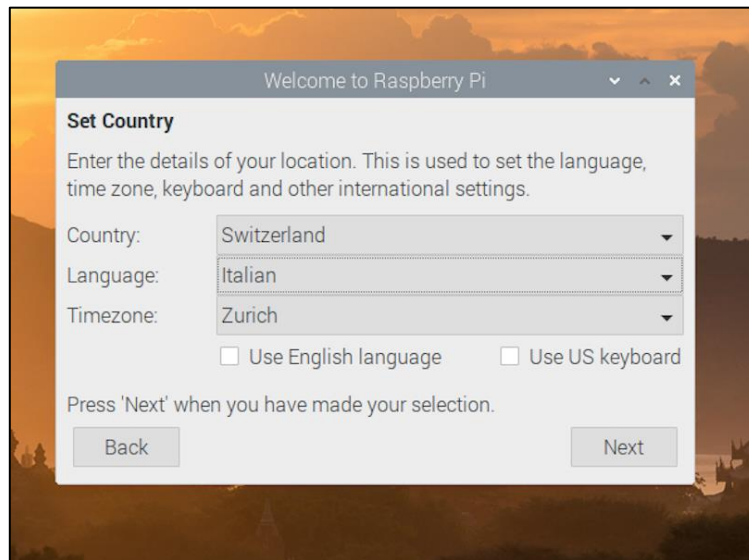 Welcome to Raspberry Pi
Set Country
Enter the details of your location. This is used to set the language,
time zone, keyboard and other international settings.
Country: Switzerland
Language: Italian
Timezone: Zurich
Use English language Use US keyboard
Press 'Next' when you have made your selection.
Back Next